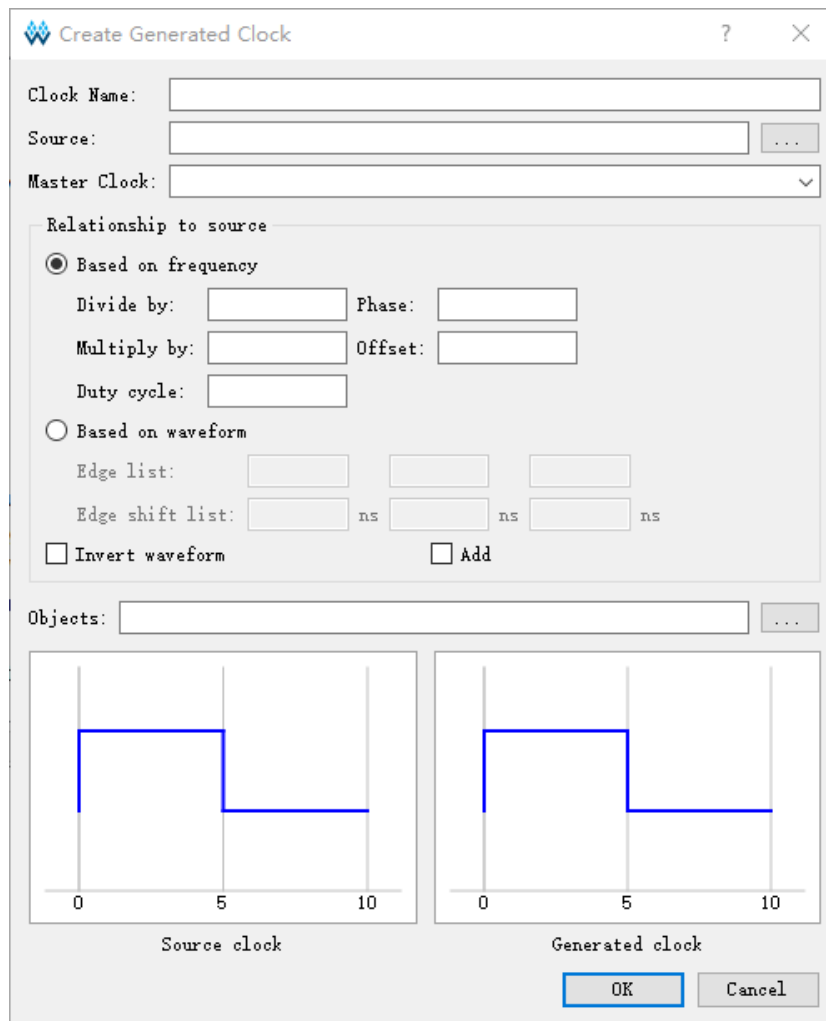 Create Generated Clock ?
Clock Name:
Source: ...
Master Clock:
Relationship to source
Based on frequency
Divide by: Phase:
Multiply by: Offset:
Duty cycle:
Based on waveform
Edge list:
Edge shift list: ns ns ns
Invert waveform Add
Objects: ...
0 5 10 0 5 10
Source clock Generated clock
OK Cancel